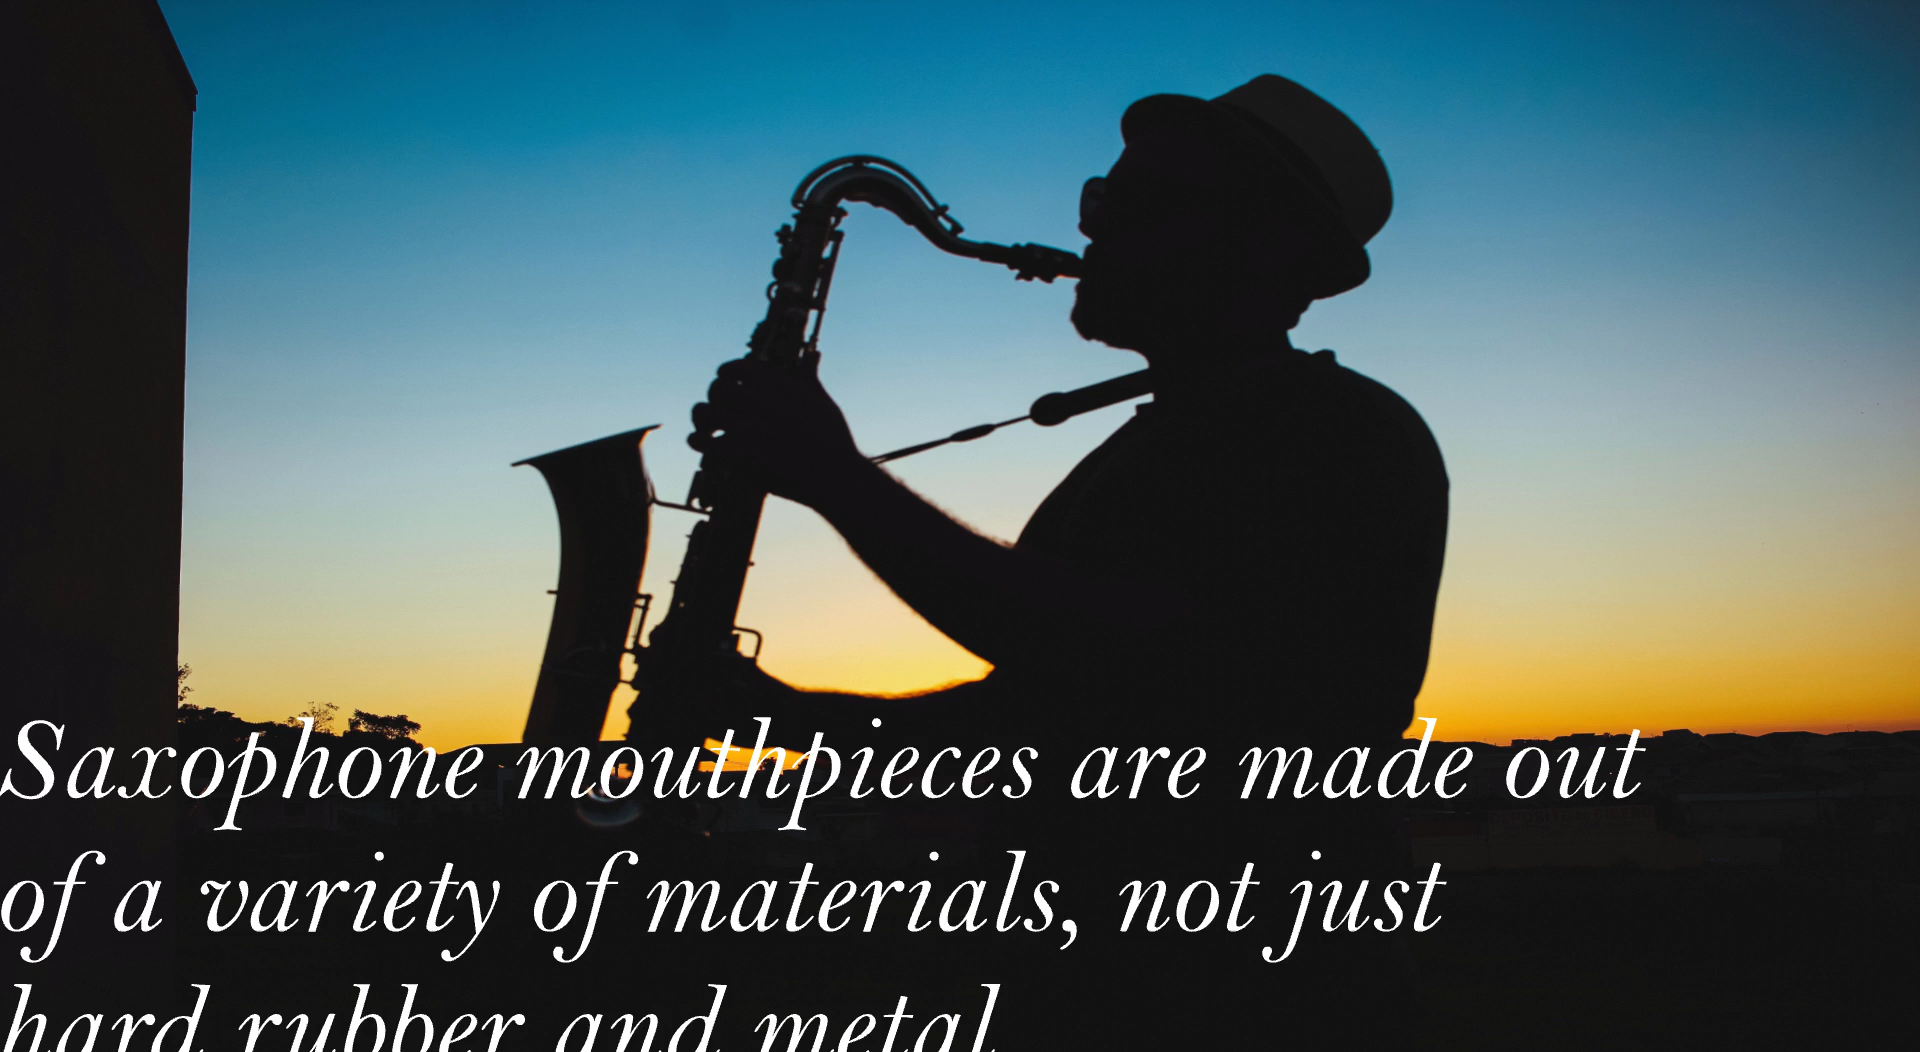 Saxophone mouthpieces are made out
of a variety of materials, not just
hard rubber and metal